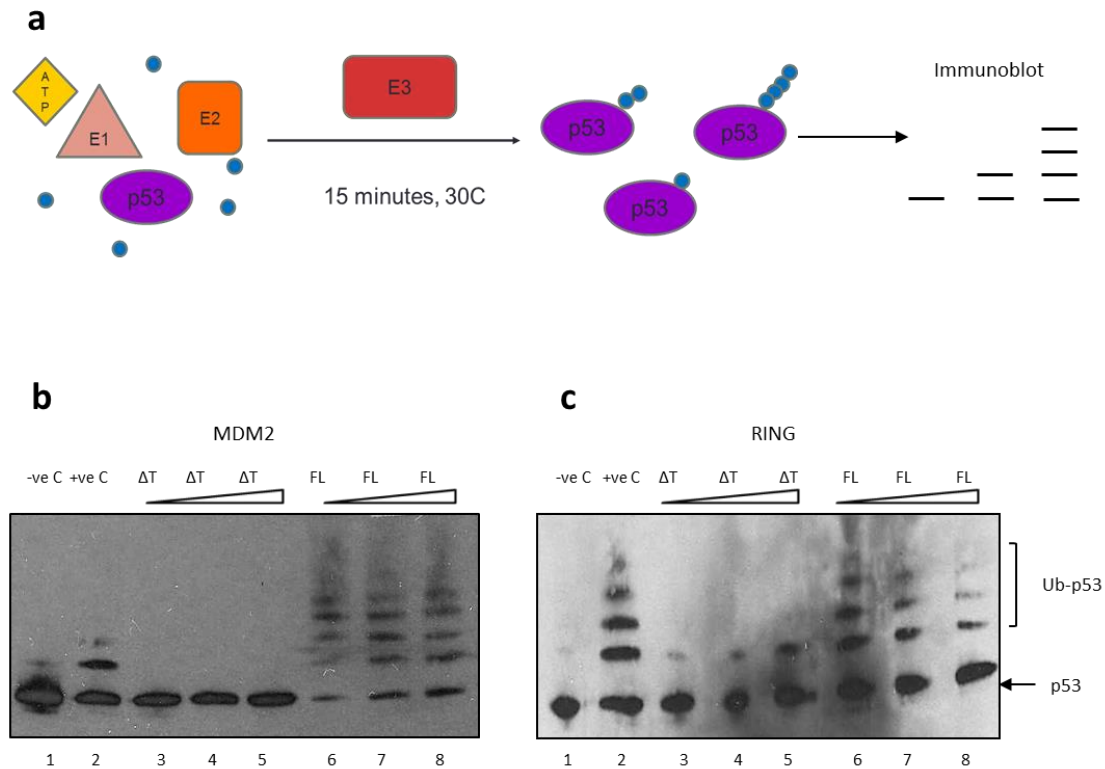 a
A
T
P
E1
E2
p53
E3
15 minutes, 30C
p53
p53
p53
Immunoblot
b
MDM2
-ve C +ve C ΔT ΔT ΔT FL FL FL
1 2 3 4 5 6 7 8
c
RING
-ve C +ve C ΔT ΔT ΔT FL FL FL
Ub-p53
p53
1 2 3 4 5 6 7 8